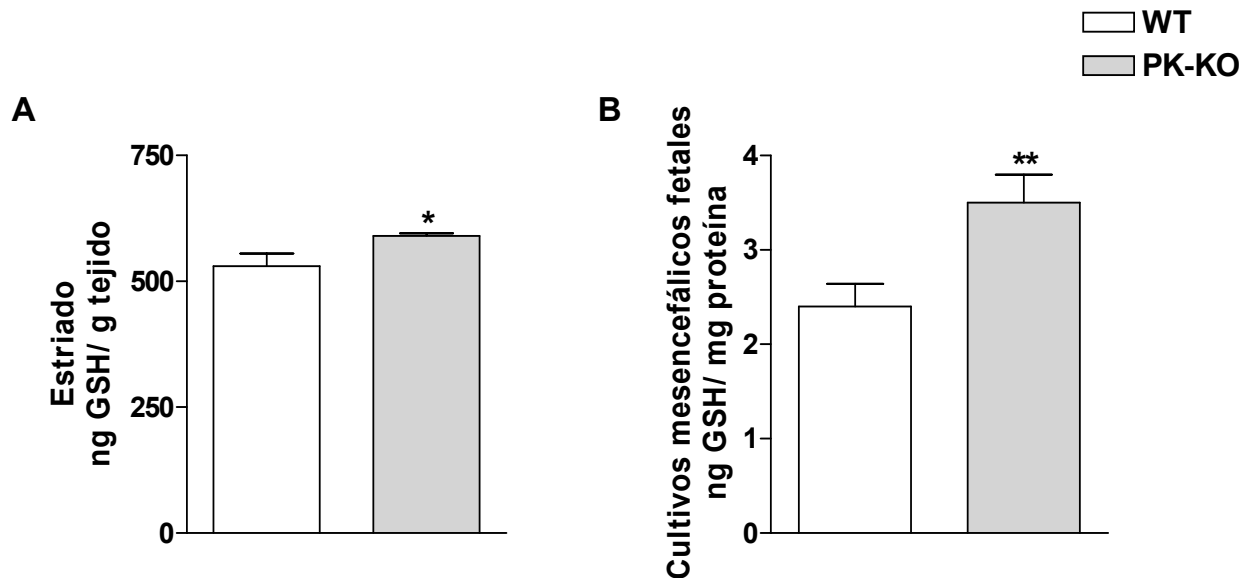 WT
PK-KO
A
Estriado
ng GSH/ g tejido
750
500
250
0
*
B
Cultivos mesencefálicos fetales
ng GSH/ mg proteína
4
3
2
1
0
**